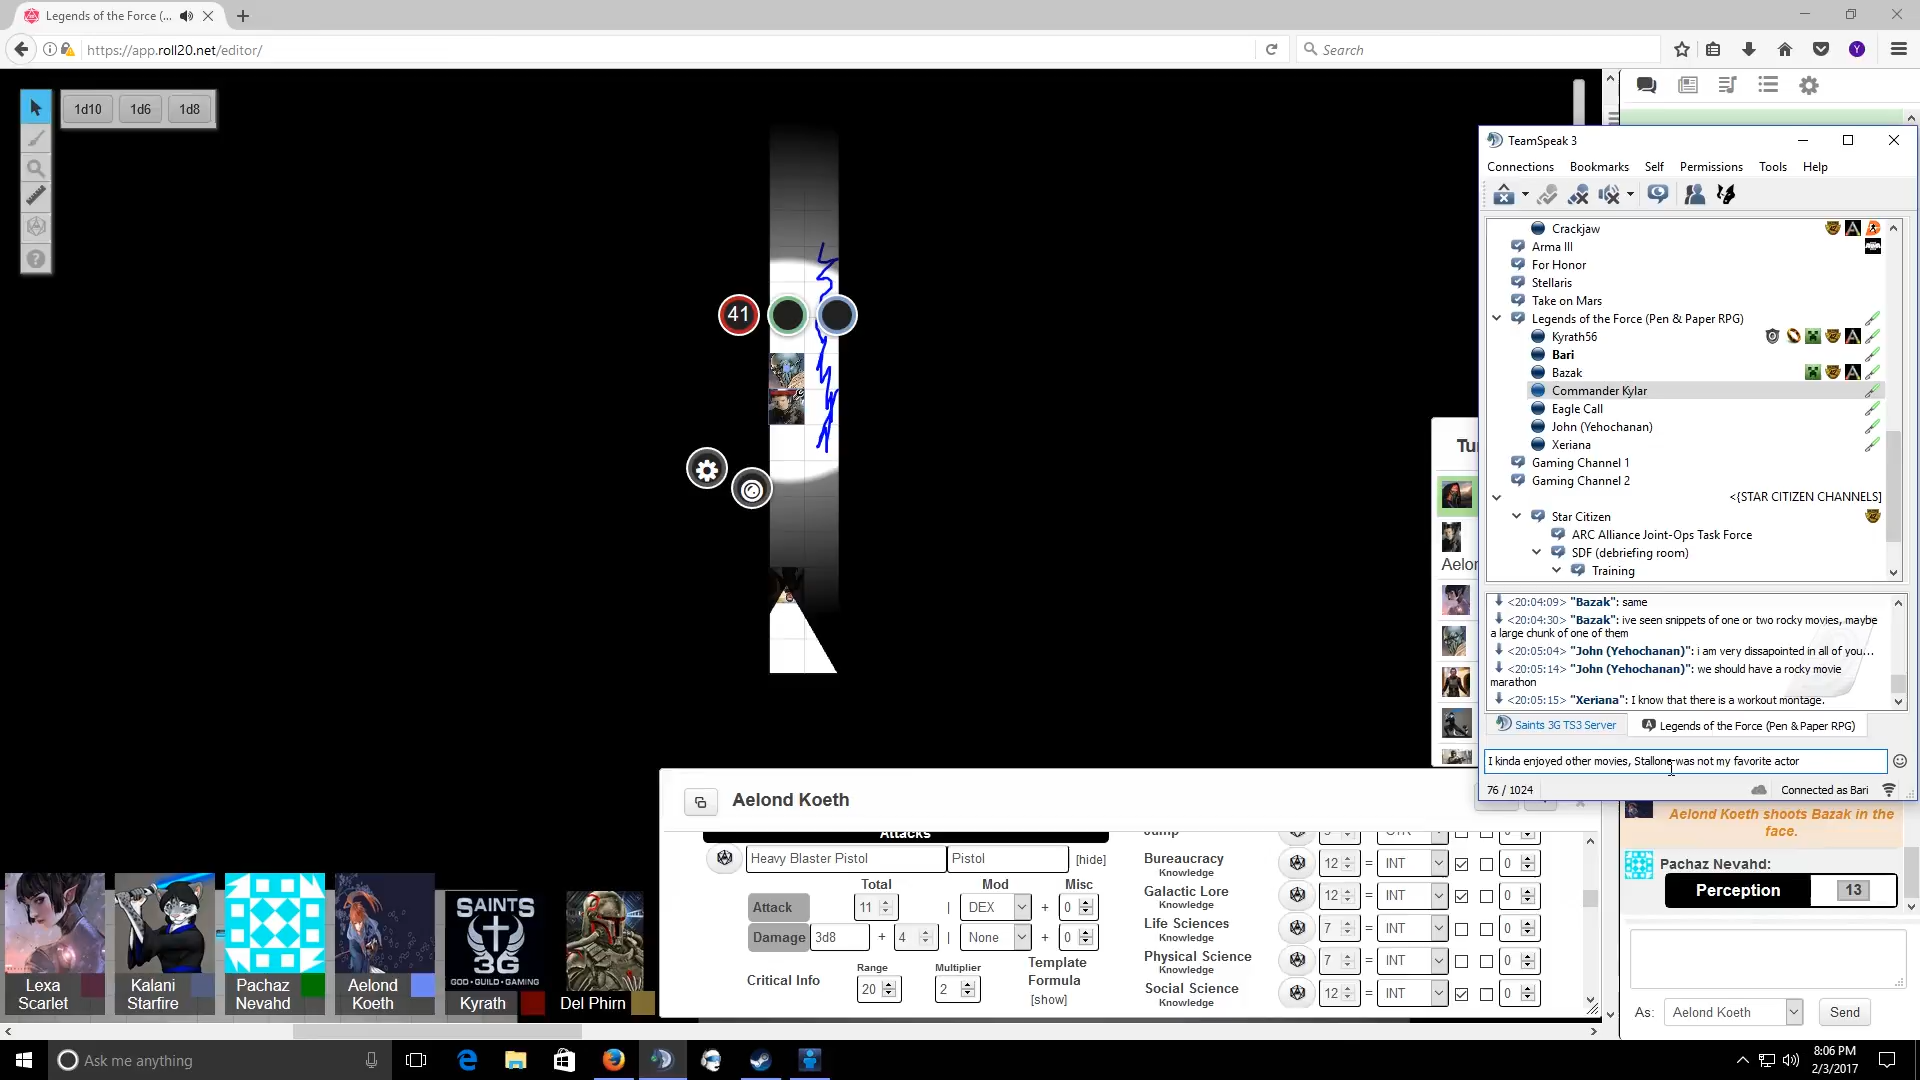 Legends of the Force (...
https://app.roll20.net/editor/
Search
1d10 1d6 1d8
41
TeamSpeak 3
Connections Bookmarks Self Permissions Tools Help
Crackjaw
Arma III
For Honor
Stellaris
Take on Mars
Legends of the Force (Pen & Paper RPG)
Kyrath56
Bari
Bazak
Commander Kylar
Eagle Call
John (Yehochanan)
Xeriana
Gaming Channel 1
Gaming Channel 2
<{STAR CITIZEN CHANNELS]
Star Citizen
ARC Alliance Joint-Ops Task Force
SDF (debriefing room)
Training
<20:04:09> "Bazak": same
<20:04:30> "Bazak": ive seen snippets of one or two rocky movies, maybe
a large chunk of one of them
<20:05:04> "John (Yehochanan)": i am very dissapointed in all of you...
<20:05:14> "John (Yehochanan)": we should have a rocky movie
marathon
<20:05:15> "Xeriana": I know that there is a workout montage.
Saints 3G TS3 Server Legends of the Force (Pen & Paper RPG)
I kinda enjoyed other movies, Stallone was not my favorite actor
76 / 1024 Connected as Bari
Tu
Aelon
Aelond Koeth
Attacks
Heavy Blaster Pistol Pistol [hide]
Total Mod Misc
Attack 11 | DEX + 0
Damage 3d8 + 4 | None + 0
Critical Info Range 20 Multiplier 2 Template Formula [show]
Jump
Bureaucracy 12 = INT 0
Knowledge
Galactic Lore 12 = INT 0
Knowledge
Life Sciences 7 = INT 0
Knowledge
Physical Science 7 = INT 0
Knowledge
Social Science 12 = INT 0
Knowledge
Aelond Koeth shoots Bazak in the
face.
Pachaz Nevahd:
Perception 13
As: Aelond Koeth Send
Lexa Scarlet
Kalani Starfire
Pachaz Nevahd
Aelond Koeth
SAINTS
3G
GOD • GUILD • GAMING
Kyrath
Del Phirn
Ask me anything
8:06 PM
2/3/2017